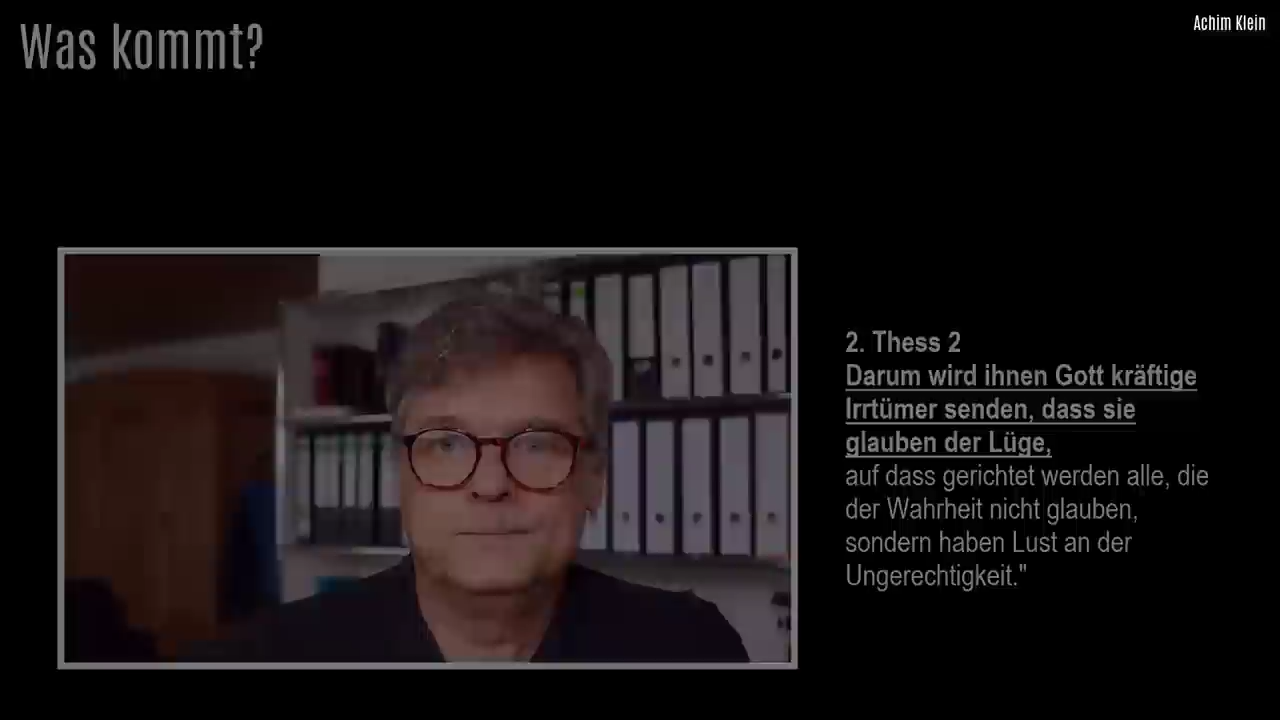 Was kommt?
Achim Klein
2. Thess 2
Darum wird ihnen Gott kräftige
Irrtümer senden, dass sie
glauben der Lüge,
auf dass gerichtet werden alle, die
der Wahrheit nicht glauben,
sondern haben Lust an der
Ungerechtigkeit."